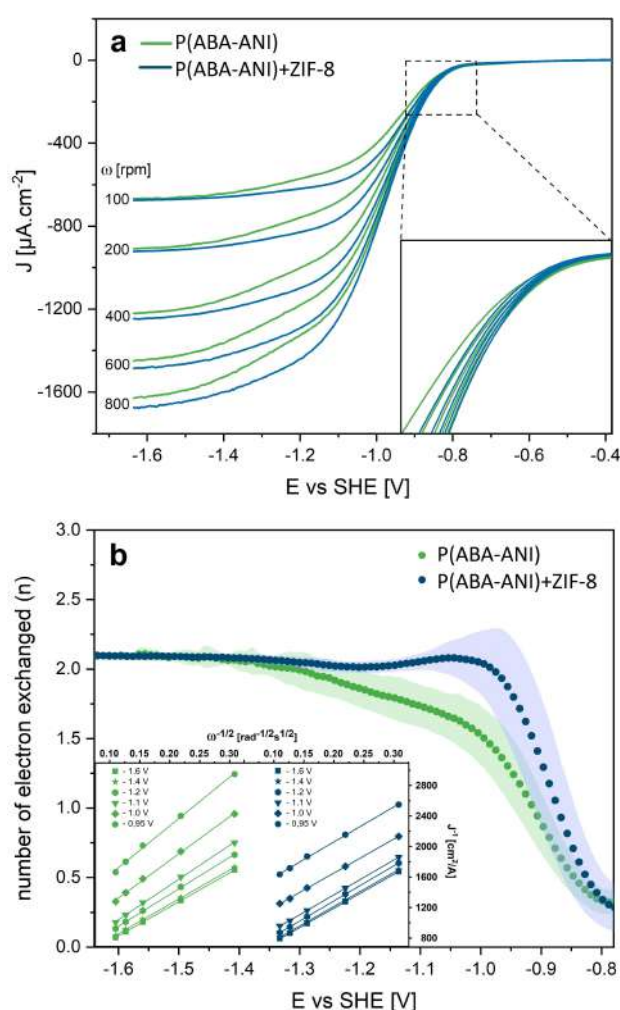 a
P(ABA-ANI)
P(ABA-ANI)+ZIF-8
0
-400
-800
-1200
-1600
J [µA.cm⁻²]
ω [rpm]
100
200
400
600
800
-1.6 -1.4 -1.2 -1.0 -0.8 -0.6 -0.4
E vs SHE [V]
b
P(ABA-ANI)
P(ABA-ANI)+ZIF-8
3.0
2.5
2.0
1.5
1.0
0.5
0.0
number of electron exchanged (n)
ω⁻¹/² [rad⁻¹/²s¹/²]
0.10 0.15 0.20 0.25 0.30 0.10 0.15 0.20 0.25 0.30
- 1.6 V
- 1.4 V
- 1.2 V
- 1.1 V
- 1.0 V
- 0.95 V
- 1.6 V
- 1.4 V
- 1.2 V
- 1.1 V
- 1.0 V
- 0.95 V
2800
2400
2000
1600
1200
800
J⁻¹ [cm²/A]
-1.6 -1.5 -1.4 -1.3 -1.2 -1.1 -1.0 -0.9 -0.8
E vs SHE [V]